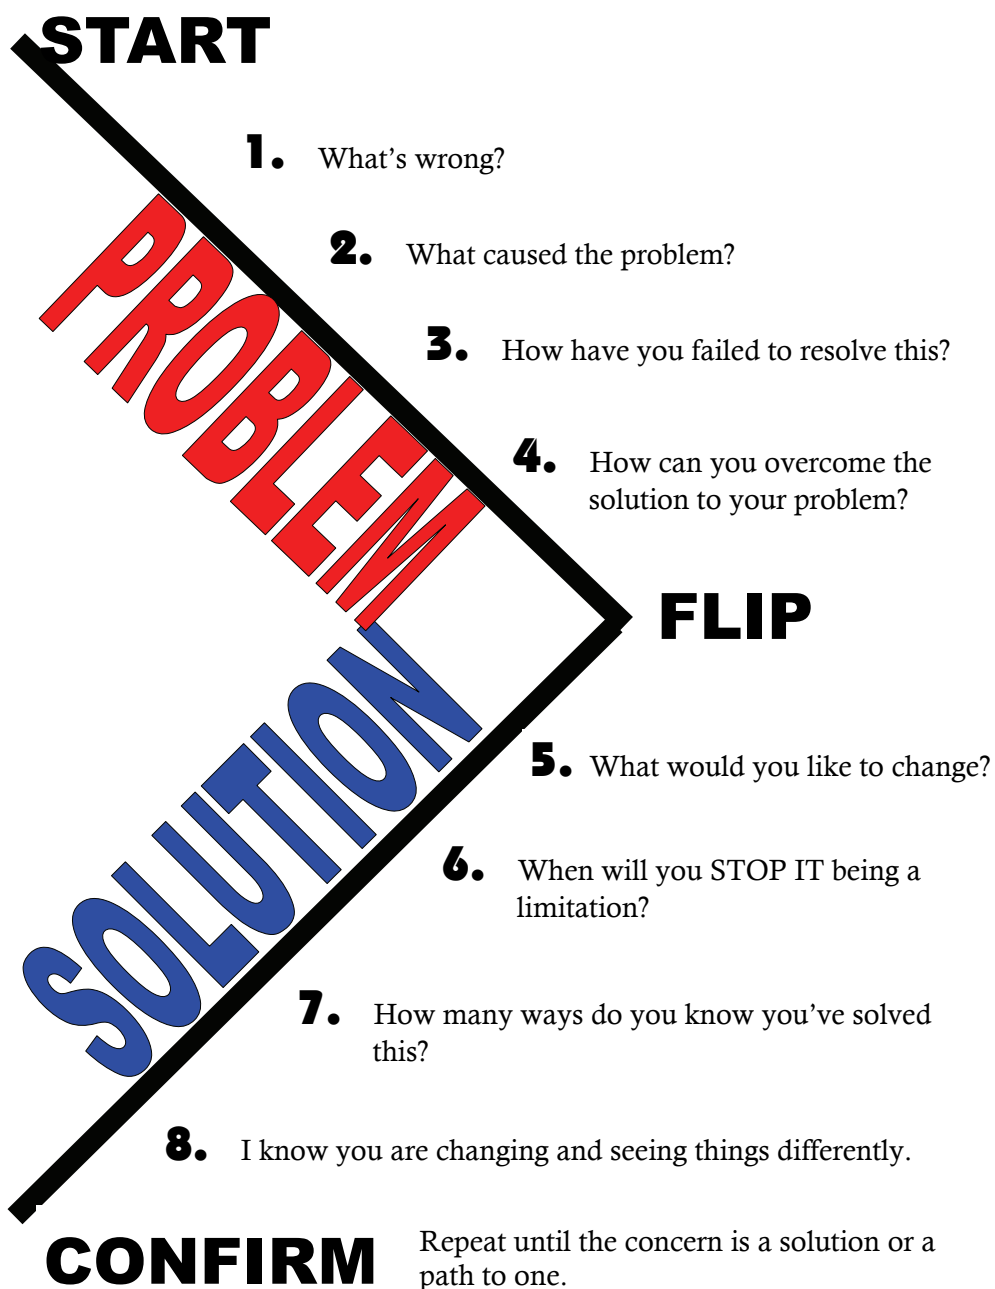 START
1. What's wrong?
2. What caused the problem?
3. How have you failed to resolve this?
4. How can you overcome the
solution to your problem?
PROBLEM
FLIP
SOLUTION
5. What would you like to change?
6. When will you STOP IT being a
limitation?
7. How many ways do you know you've solved
this?
8. I know you are changing and seeing things differently.
CONFIRM
Repeat until the concern is a solution or a
path to one.